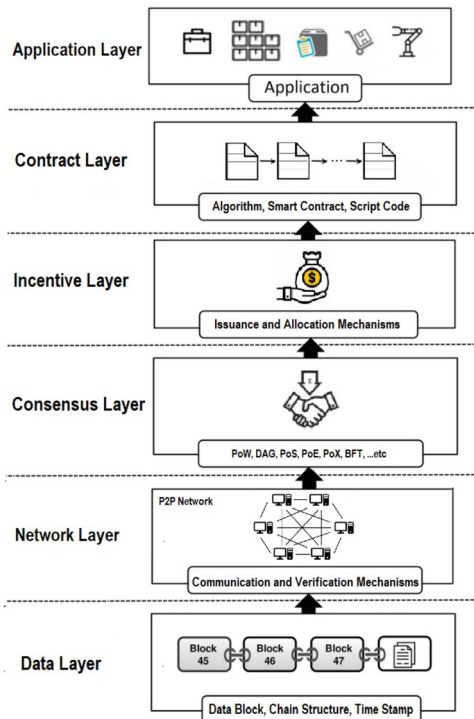 Application Layer
Application
Contract Layer
Algorithm, Smart Contract, Script Code
Incentive Layer
$
Issuance and Allocation Mechanisms
Consensus Layer
X
PoW, DAG, PoS, PoE, PoX, BFT, ...etc
P2P Network
Network Layer
Communication and Verification Mechanisms
Data Layer
Block
45
Block
46
Block
47
Data Block, Chain Structure, Time Stamp